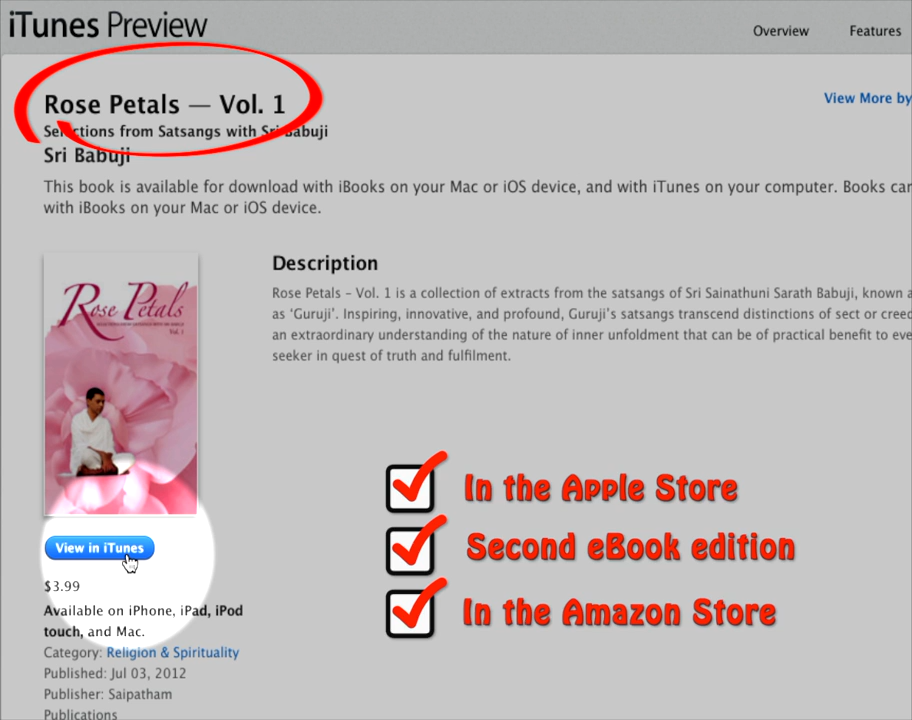 iTunes Preview
Overview
Features
Rose Petals — Vol. 1
View More by
Selections from Satsangs with Sri Babuji
Sri Babuji
This book is available for download with iBooks on your Mac or iOS device, and with iTunes on your computer. Books can
with iBooks on your Mac or iOS device.
Description
Rose Petals – Vol. 1 is a collection of extracts from the satsangs of Sri Sainathuni Sarath Babuji, known a
as ‘Guruji’. Inspiring, innovative, and profound, Guruji’s satsangs transcend distinctions of sect or creed
an extraordinary understanding of the nature of inner unfoldment that can be of practical benefit to eve
seeker in quest of truth and fulfilment.
Rose Petals
Vol. 1
In the Apple Store
Second eBook edition
In the Amazon Store
View in iTunes
$3.99
Available on iPhone, iPad, iPod
touch, and Mac.
Category: Religion & Spirituality
Published: Jul 03, 2012
Publisher: Saipatham
Publications